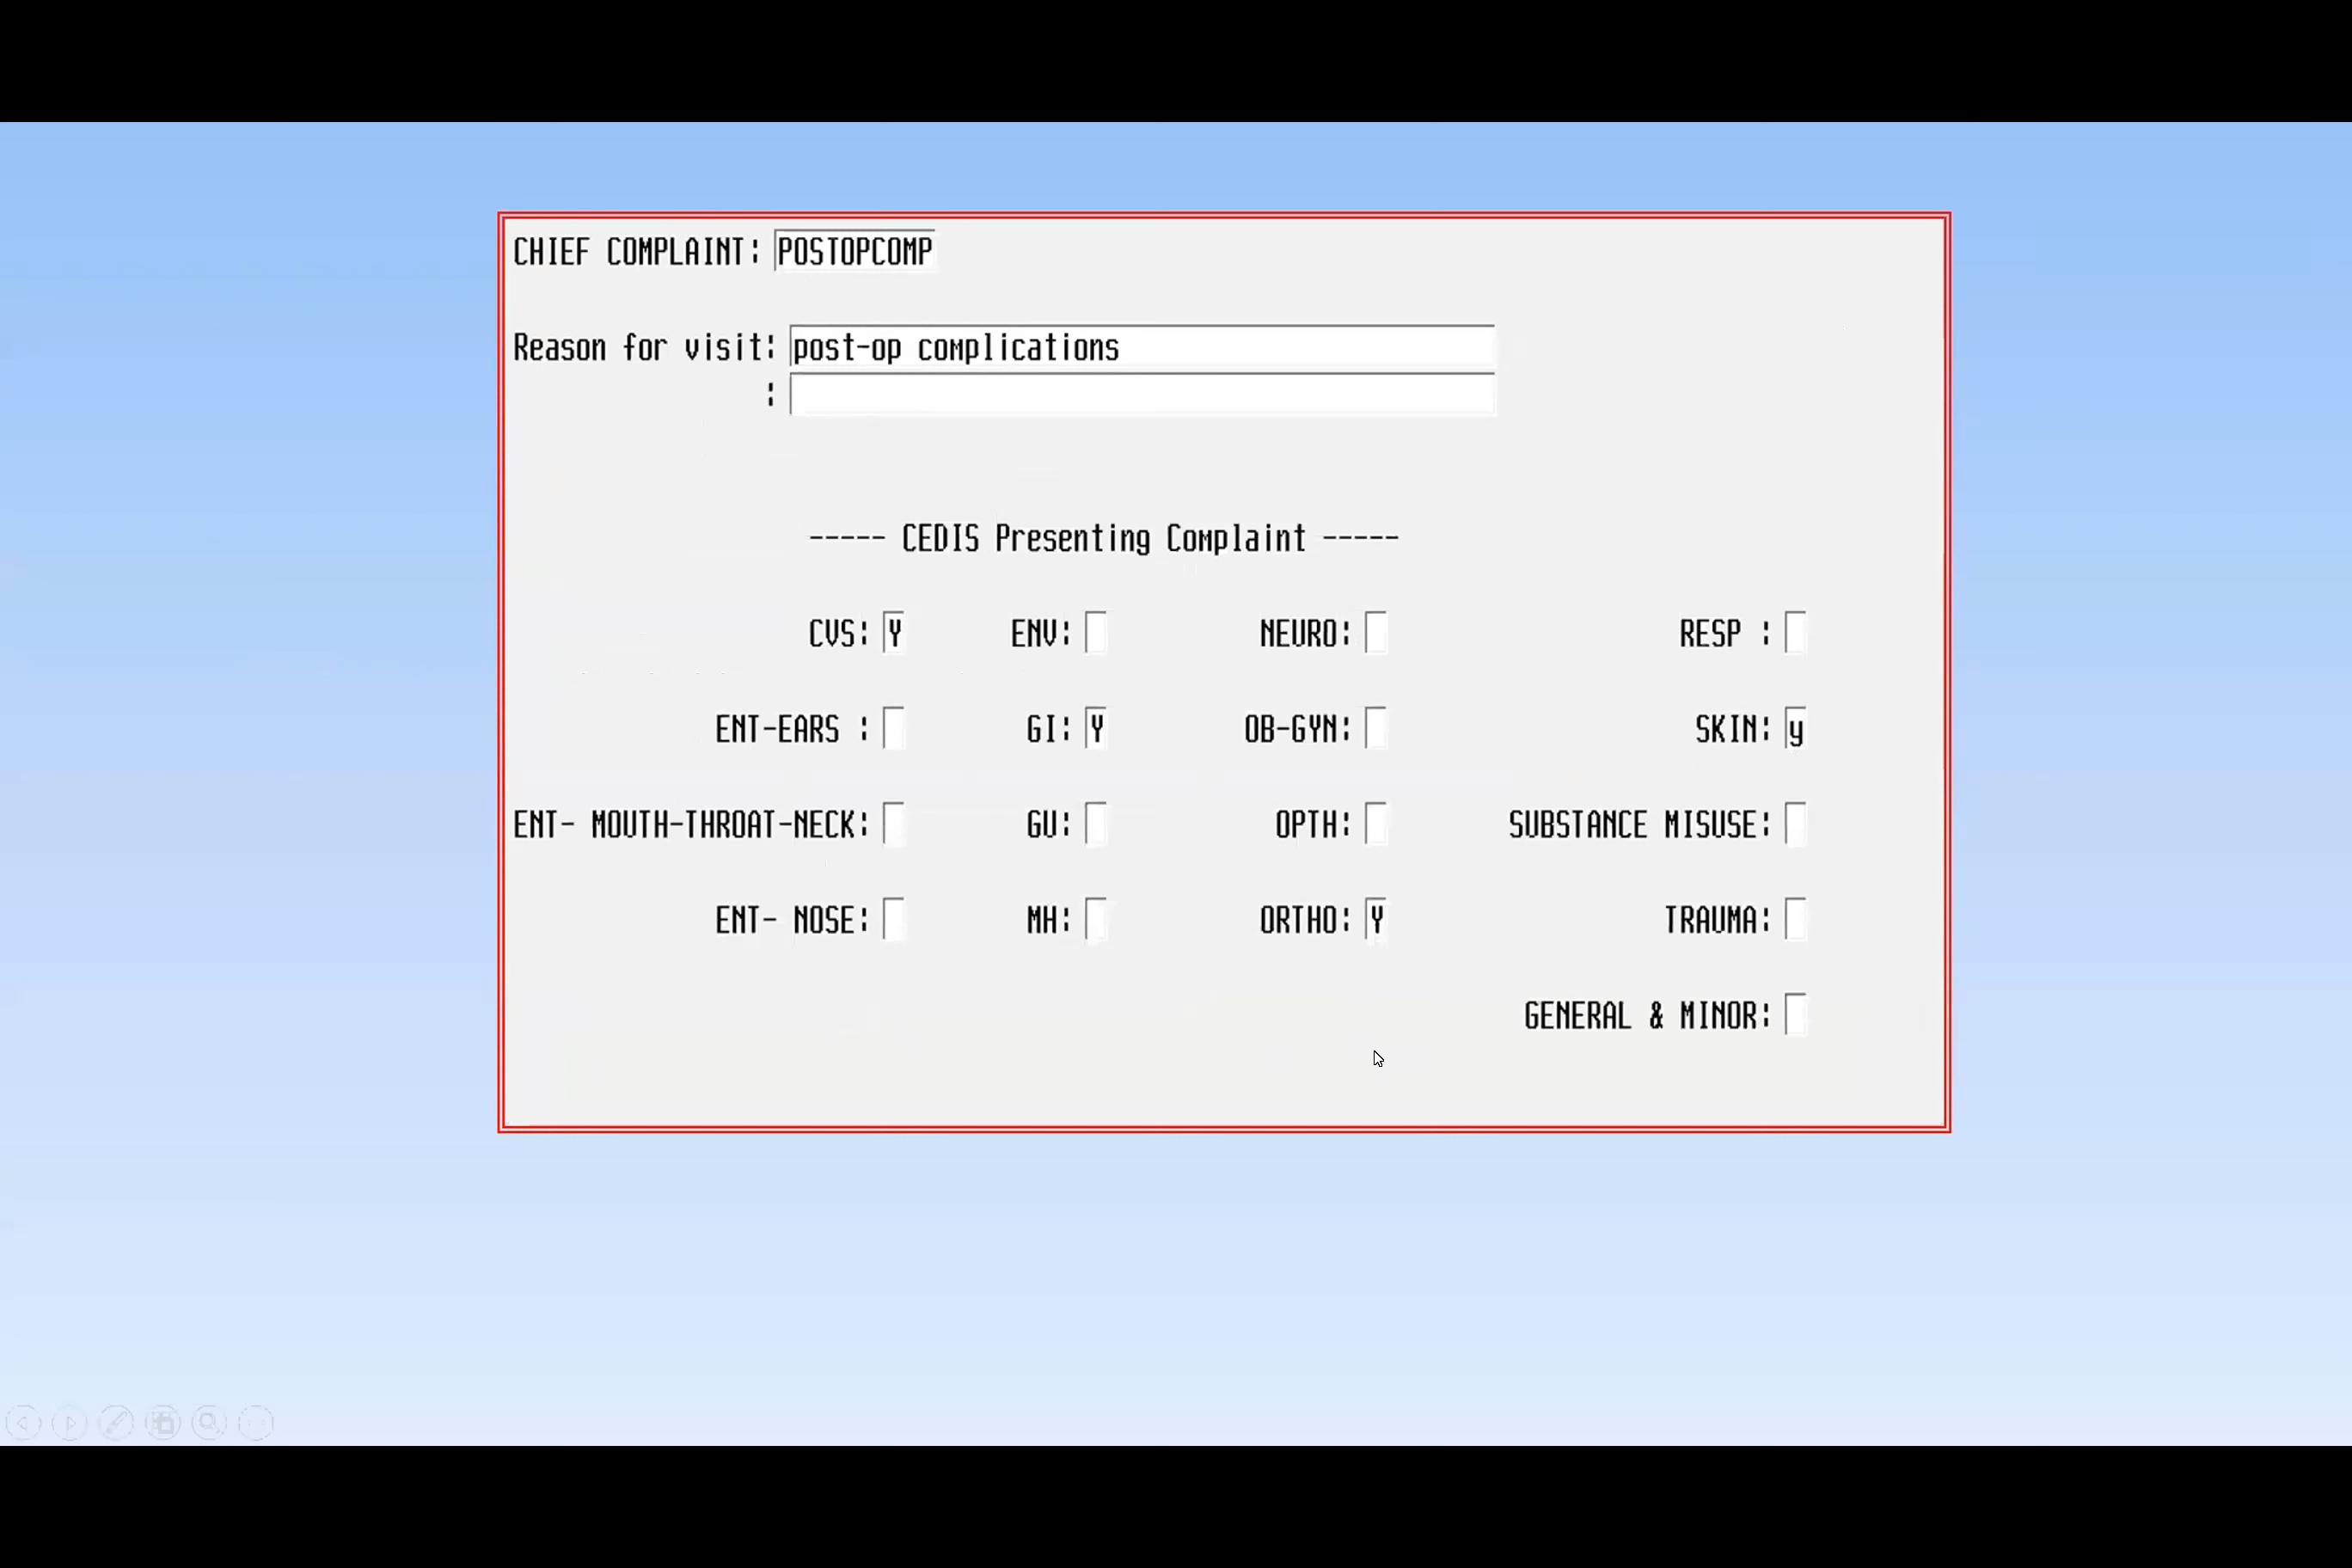 CHIEF COMPLAINT: POSTOPCOMP
Reason for visit: post-op complications
:
----- CEDIS Presenting Complaint -----
CVS: Y ENV: NEURO: RESP :
ENT-EARS : GI: Y OB-GYN: SKIN: y
ENT- MOUTH-THROAT-NECK: GU: OPTH: SUBSTANCE MISUSE:
ENT- NOSE: MH: ORTHO: Y TRAUMA:
GENERAL & MINOR: